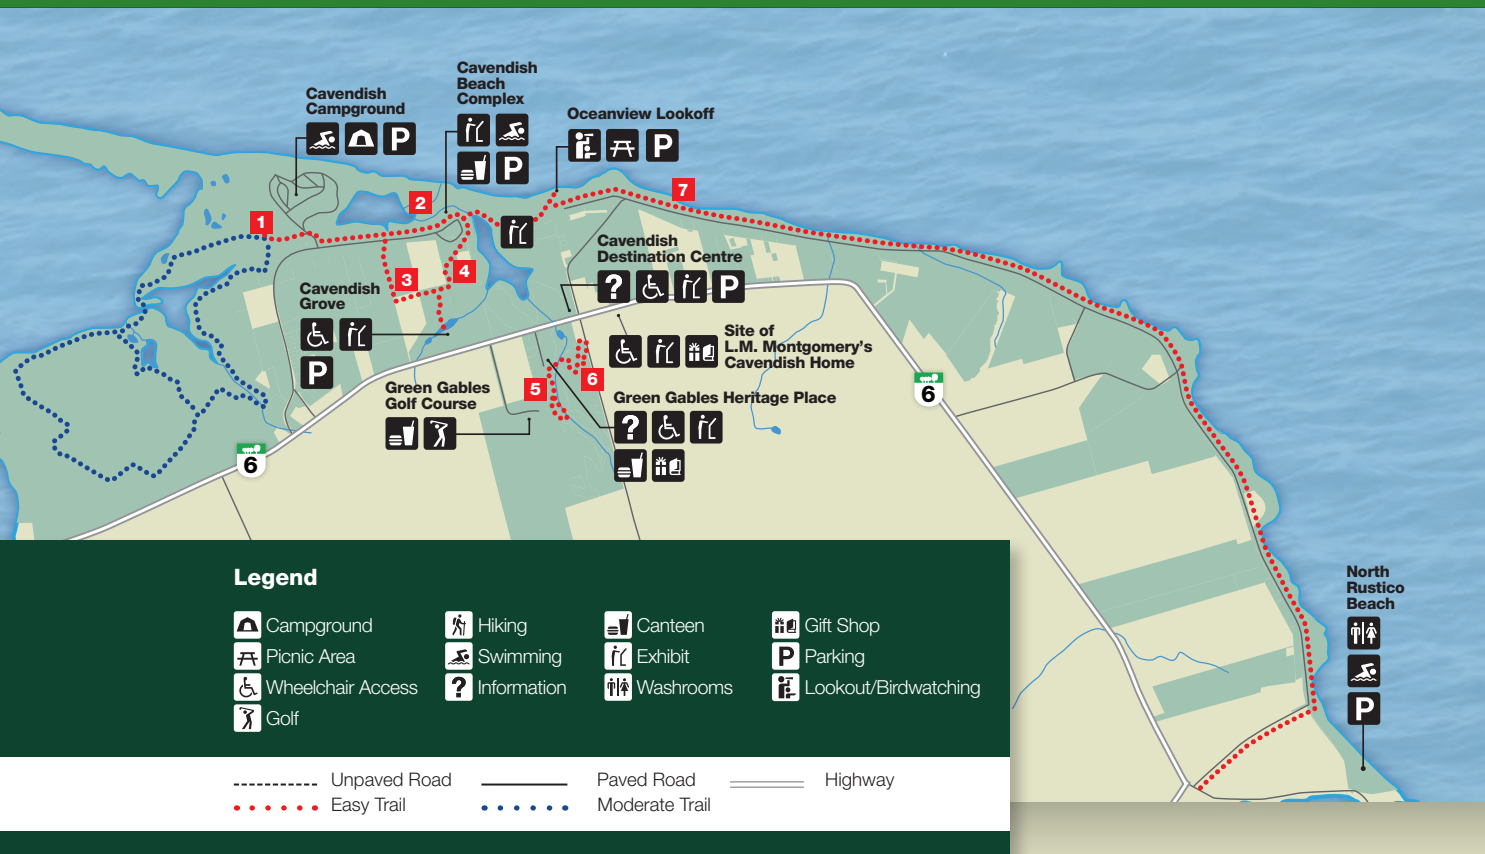 Cavendish
Beach
Complex
Cavendish
Campground
P
Oceanview Lookoff
P
P
7
2
1
Cavendish
Destination Centre
4
3
? P
Cavendish
Grove
P
Site of
L.M. Montgomery's
Cavendish Home
6
5
6
Green Gables
Golf Course
Green Gables Heritage Place
?
6
North
Rustico
Beach
P
Legend
Campground
Hiking
Canteen
Gift Shop
Picnic Area
Swimming
Exhibit
P Parking
Wheelchair Access
? Information
Washrooms
Lookout/Birdwatching
Golf
Unpaved Road
Paved Road
Highway
Easy Trail
Moderate Trail